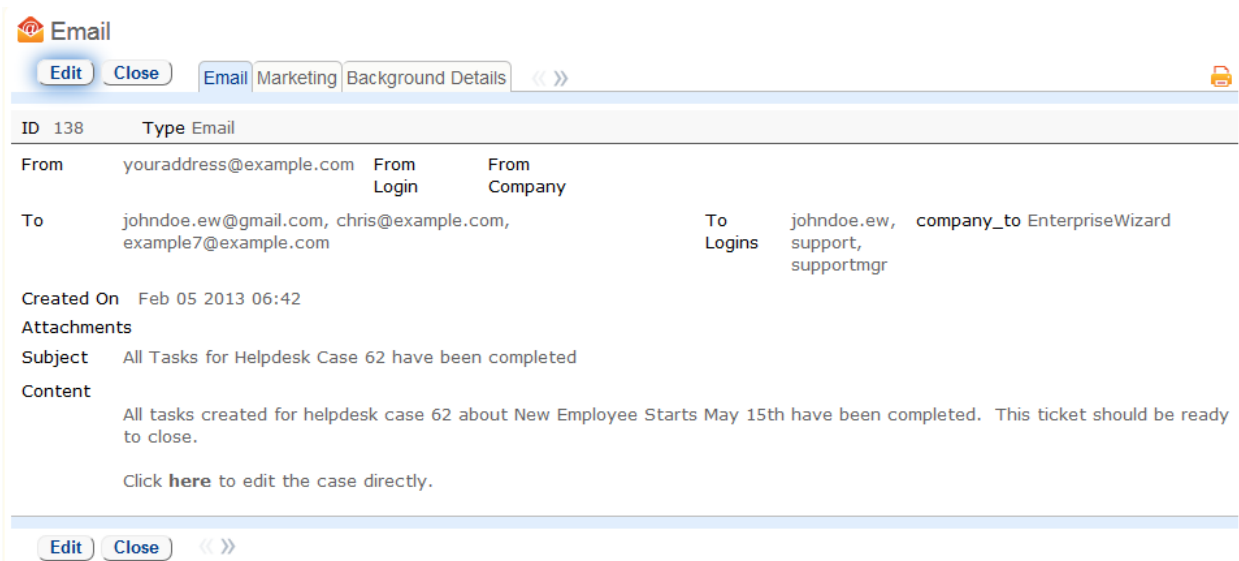 Email
Edit Close Email Marketing Background Details
ID 138 Type Email
From youraddress@example.com From Login From Company
To johndoe.ew@gmail.com, chris@example.com, To Logins johndoe.ew, company_to EnterpriseWizard
example7@example.com support,
supportmgr
Created On Feb 05 2013 06:42
Attachments
Subject All Tasks for Helpdesk Case 62 have been completed
Content
All tasks created for helpdesk case 62 about New Employee Starts May 15th have been completed. This ticket should be ready
to close.
Click here to edit the case directly.
Edit Close